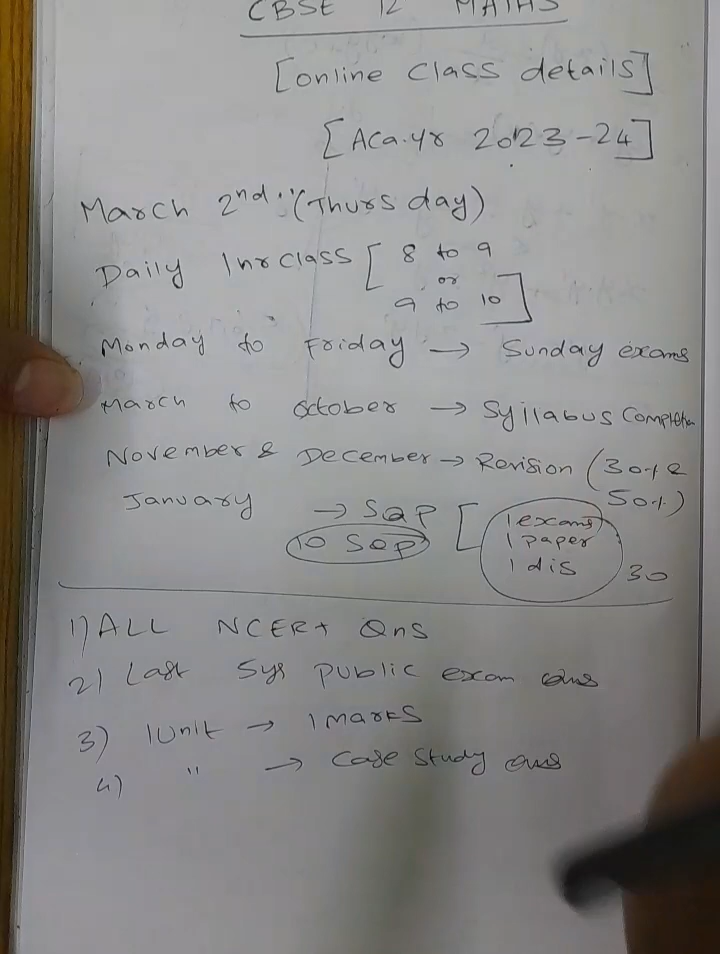 CBSE 12 MATHS
[online Class details]
[Aca.yr 2023-24]
March 2nd (Thursday)
Daily 1hr class [ 8 to 9
or
9 to 10 ]
Monday to Friday → Sunday exams
March to october → Syllabus Completion
November & December → Revision (30% &
50%)
January → SQP [ 1 exams
10 SQP 1 paper
1 dis 30
1) ALL NCERT Qns
2) Last 5yr public exam qns
3) 1 Unit → 1 Marks
4) " → Case Study qns